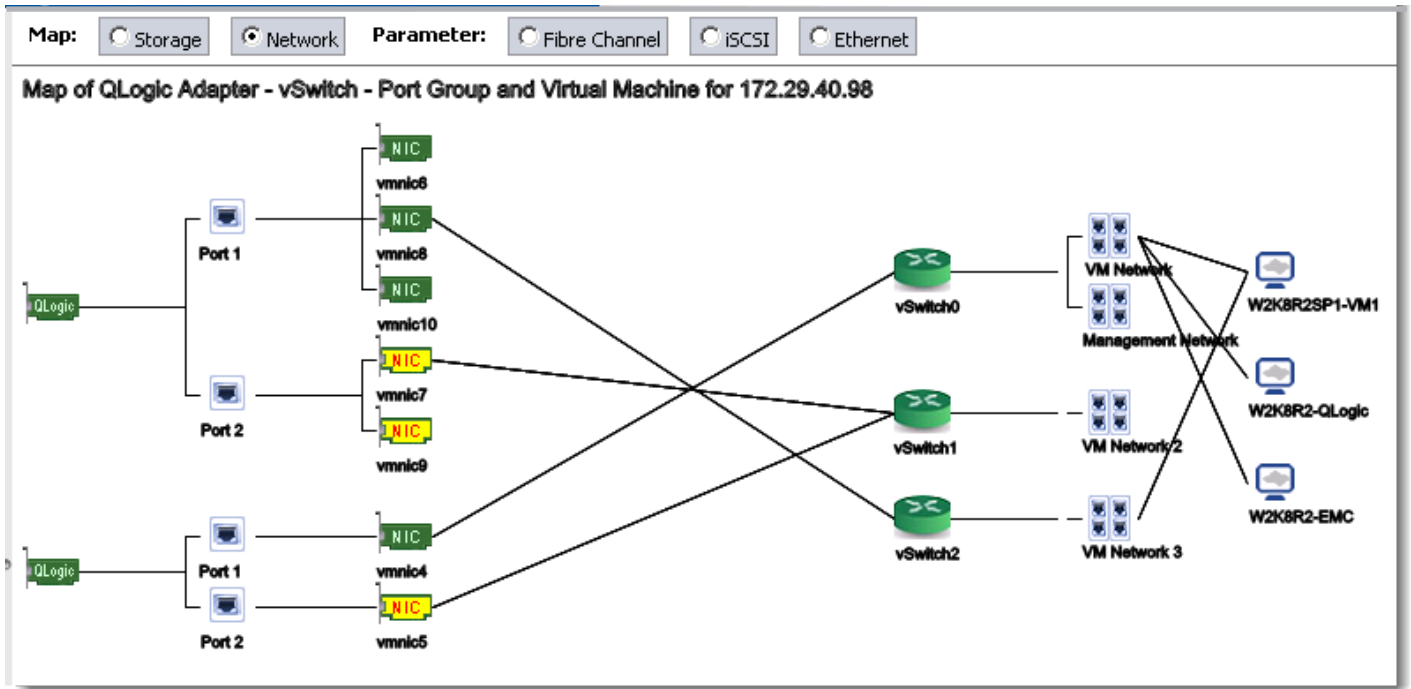 Map: Storage Network Parameter: Fibre Channel iSCSI Ethernet
Map of QLogic Adapter - vSwitch - Port Group and Virtual Machine for 172.29.40.98
NIC
vmnic6
NIC
Port 1
vmnic8
NIC
vmnic10
QLogic
NIC
vmnic7
Port 2
NIC
vmnic9
QLogic
NIC
Port 1
vmnic4
NIC
Port 2
vmnic5
vSwitch0
vSwitch1
vSwitch2
VM Network
Management Network
VM Network 2
VM Network 3
W2K8R2SP1-VM1
W2K8R2-QLogic
W2K8R2-EMC